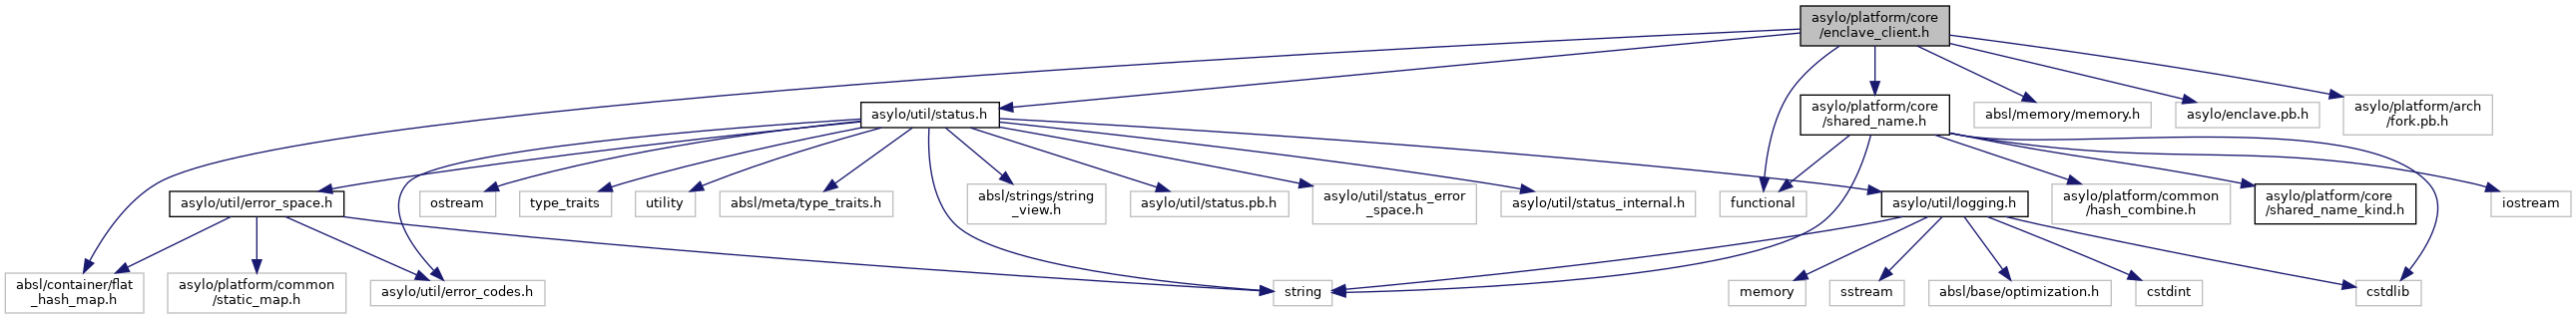 asylo/platform/core
/enclave_client.h
asylo/util/status.h
asylo/platform/core
/shared_name.h
absl/memory/memory.h
asylo/enclave.pb.h
asylo/platform/arch
/fork.pb.h
asylo/util/error_space.h
ostream
type_traits
utility
absl/meta/type_traits.h
absl/strings/string
_view.h
asylo/util/status.pb.h
asylo/util/status_error
_space.h
asylo/util/status_internal.h
functional
asylo/util/logging.h
asylo/platform/common
/hash_combine.h
asylo/platform/core
/shared_name_kind.h
iostream
absl/container/flat
_hash_map.h
asylo/platform/common
/static_map.h
asylo/util/error_codes.h
string
memory
sstream
absl/base/optimization.h
cstdint
cstdlib